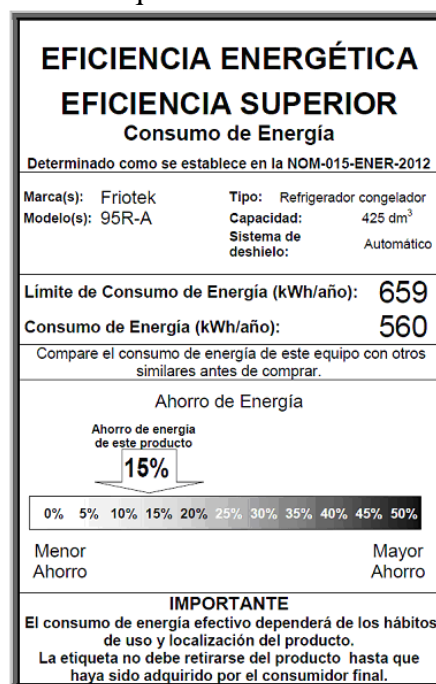 EFICIENCIA ENERGÉTICA
EFICIENCIA SUPERIOR
Consumo de Energía
Determinado como se establece en la NOM-015-ENER-2012
Marca(s): Friotek
Modelo(s): 95R-A
Tipo: Refrigerador congelador
Capacidad: 425 dm³
Sistema de deshielo: Automático
Límite de Consumo de Energía (kWh/año): 659
Consumo de Energía (kWh/año): 560
Compare el consumo de energía de este equipo con otros
similares antes de comprar.
Ahorro de Energía
Ahorro de energía
de este producto
15%
0% 5% 10% 15% 20% 25% 30% 35% 40% 45% 50%
Menor Ahorro
Mayor Ahorro
IMPORTANTE
El consumo de energía efectivo dependerá de los hábitos
de uso y localización del producto.
La etiqueta no debe retirarse del producto hasta que
haya sido adquirido por el consumidor final.